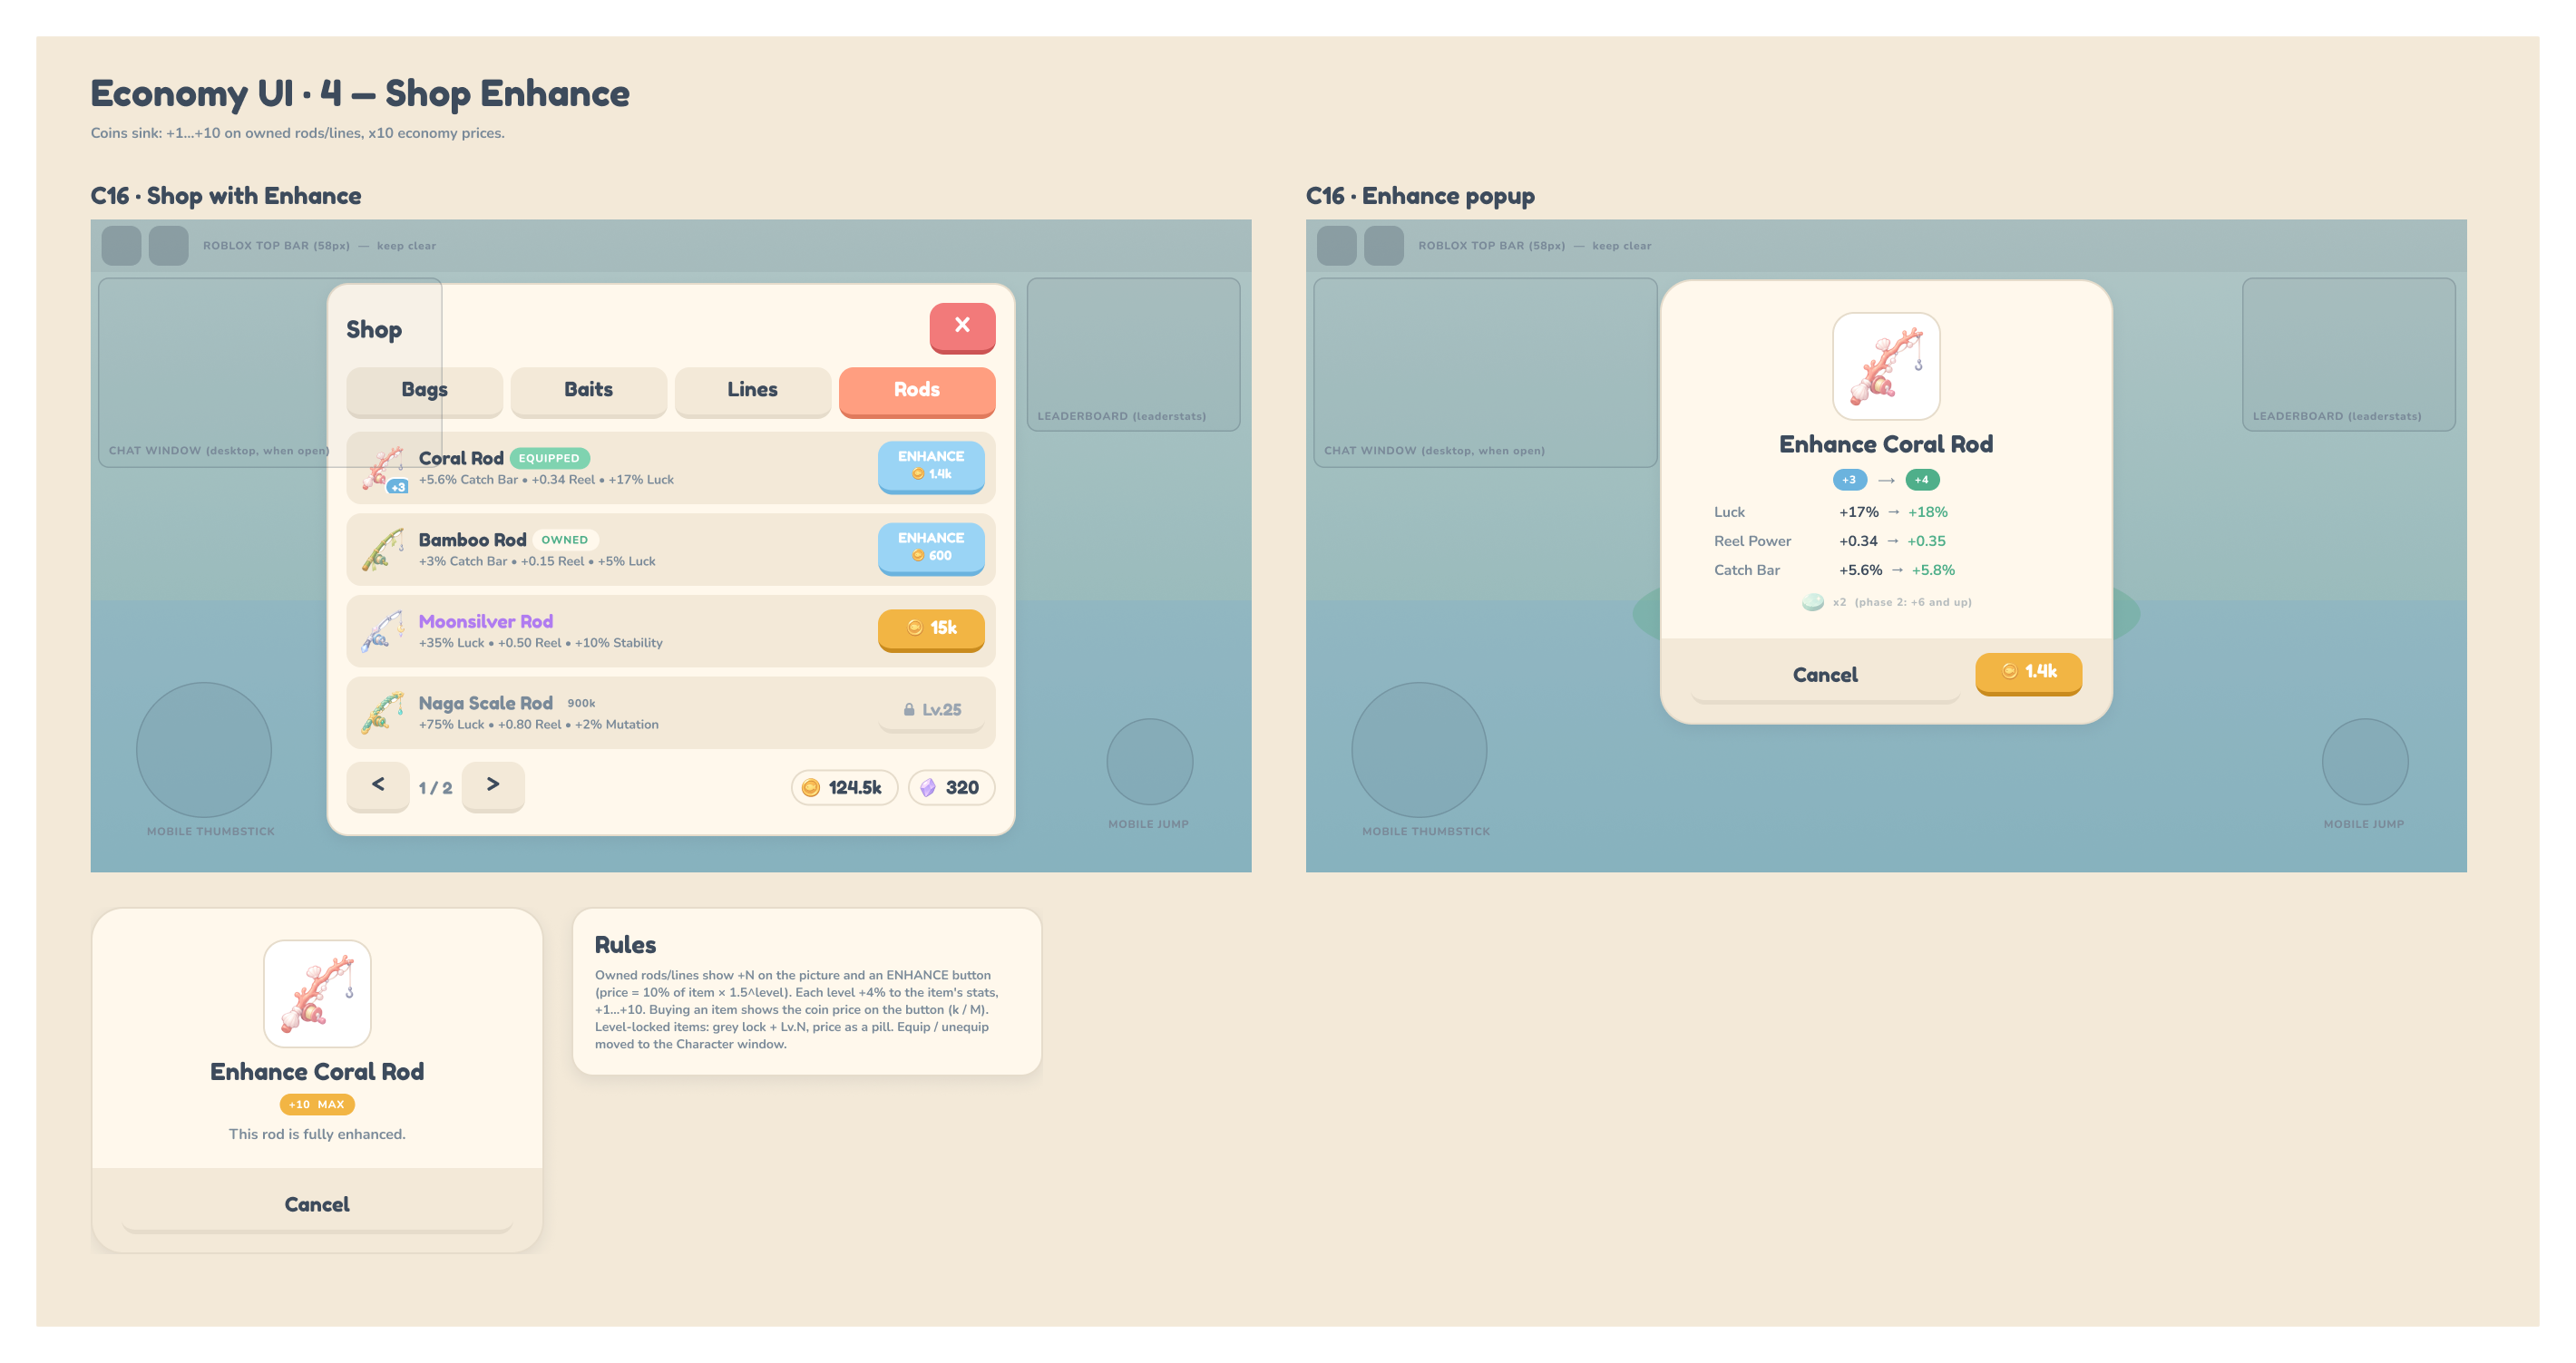 Economy UI · 4 — Shop Enhance
Coins sink: +1...+10 on owned rods/lines, x10 economy prices.
C16 · Shop with Enhance
ROBLOX TOP BAR (58px) — keep clear
CHAT WINDOW (desktop, when open)
LEADERBOARD (leaderstats)
Shop
×
Bags
Baits
Lines
Rods
Coral Rod EQUIPPED
+3
+5.6% Catch Bar • +0.34 Reel • +17% Luck
ENHANCE
1.4k
Bamboo Rod OWNED
+3% Catch Bar • +0.15 Reel • +5% Luck
ENHANCE
600
Moonsilver Rod
+35% Luck • +0.50 Reel • +10% Stability
15k
Naga Scale Rod 900k
+75% Luck • +0.80 Reel • +2% Mutation
Lv.25
< 1 / 2 >
124.5k
320
MOBILE THUMBSTICK
MOBILE JUMP
C16 · Enhance popup
ROBLOX TOP BAR (58px) — keep clear
CHAT WINDOW (desktop, when open)
LEADERBOARD (leaderstats)
Enhance Coral Rod
+3 → +4
Luck +17% → +18%
Reel Power +0.34 → +0.35
Catch Bar +5.6% → +5.8%
x2 (phase 2: +6 and up)
Cancel
1.4k
MOBILE THUMBSTICK
MOBILE JUMP
Enhance Coral Rod
+10 MAX
This rod is fully enhanced.
Cancel
Rules
Owned rods/lines show +N on the picture and an ENHANCE button
(price = 10% of item × 1.5^level). Each level +4% to the item's stats,
+1...+10. Buying an item shows the coin price on the button (k / M).
Level-locked items: grey lock + Lv.N, price as a pill. Equip / unequip
moved to the Character window.